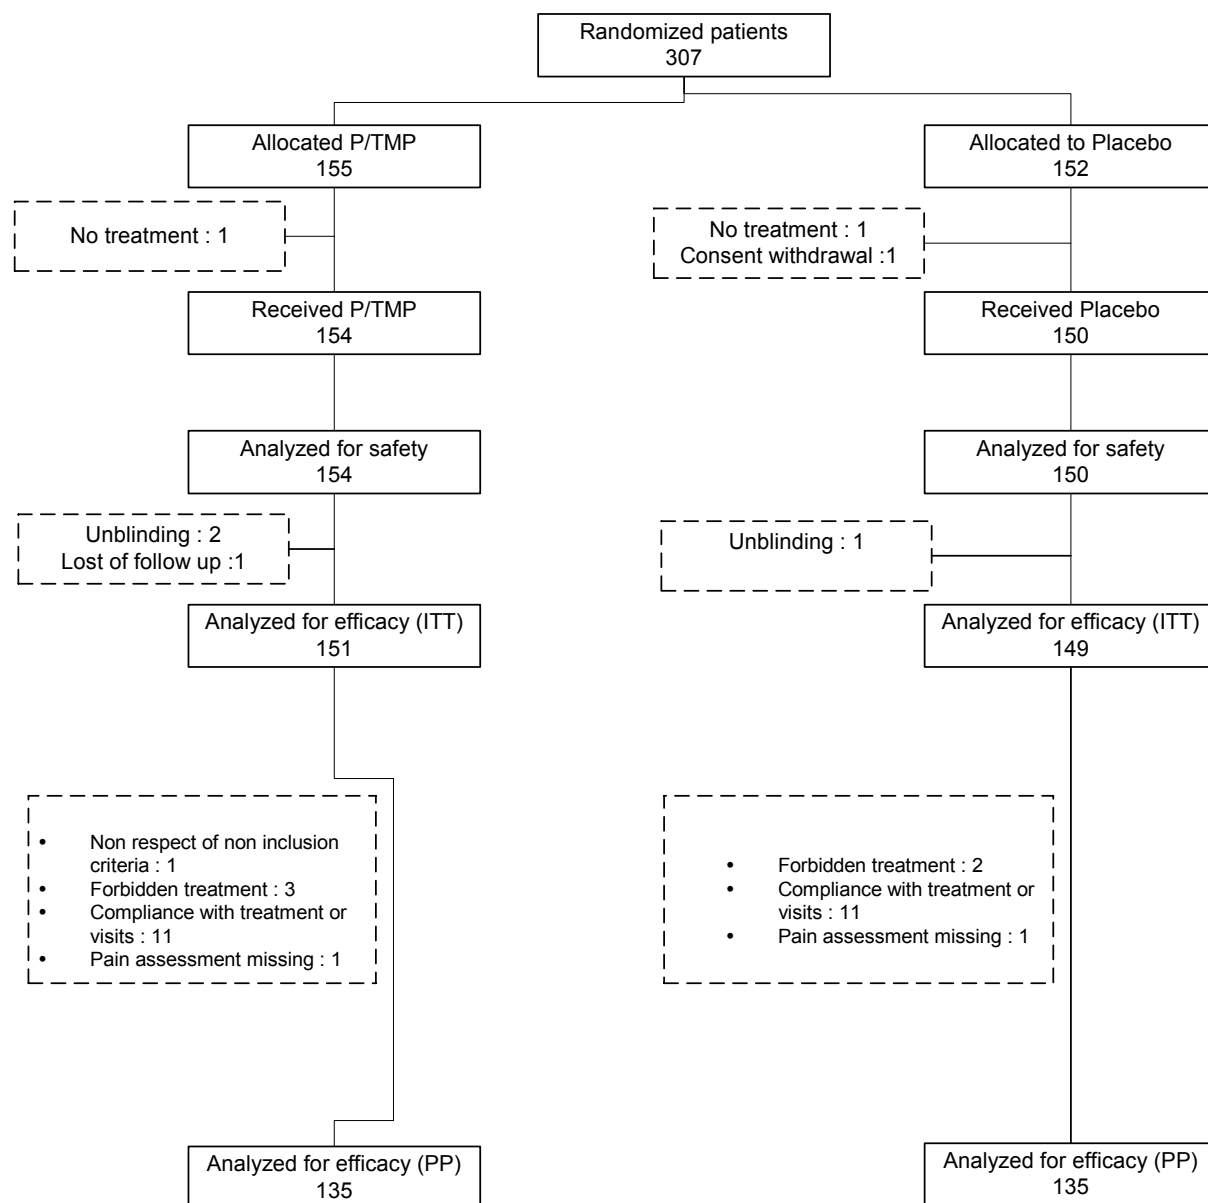 Randomized patients
307
Allocated P/TMP
155
Allocated to Placebo
152
No treatment : 1
No treatment : 1
Consent withdrawal :1
Received P/TMP
154
Received Placebo
150
Analyzed for safety
154
Analyzed for safety
150
Unblinding : 2
Lost of follow up :1
Unblinding : 1
Analyzed for efficacy (ITT)
151
Analyzed for efficacy (ITT)
149
• Non respect of non inclusion
criteria : 1
• Forbidden treatment : 3
• Compliance with treatment or
visits : 11
• Pain assessment missing : 1
• Forbidden treatment : 2
• Compliance with treatment or
visits : 11
• Pain assessment missing : 1
Analyzed for efficacy (PP)
135
Analyzed for efficacy (PP)
135